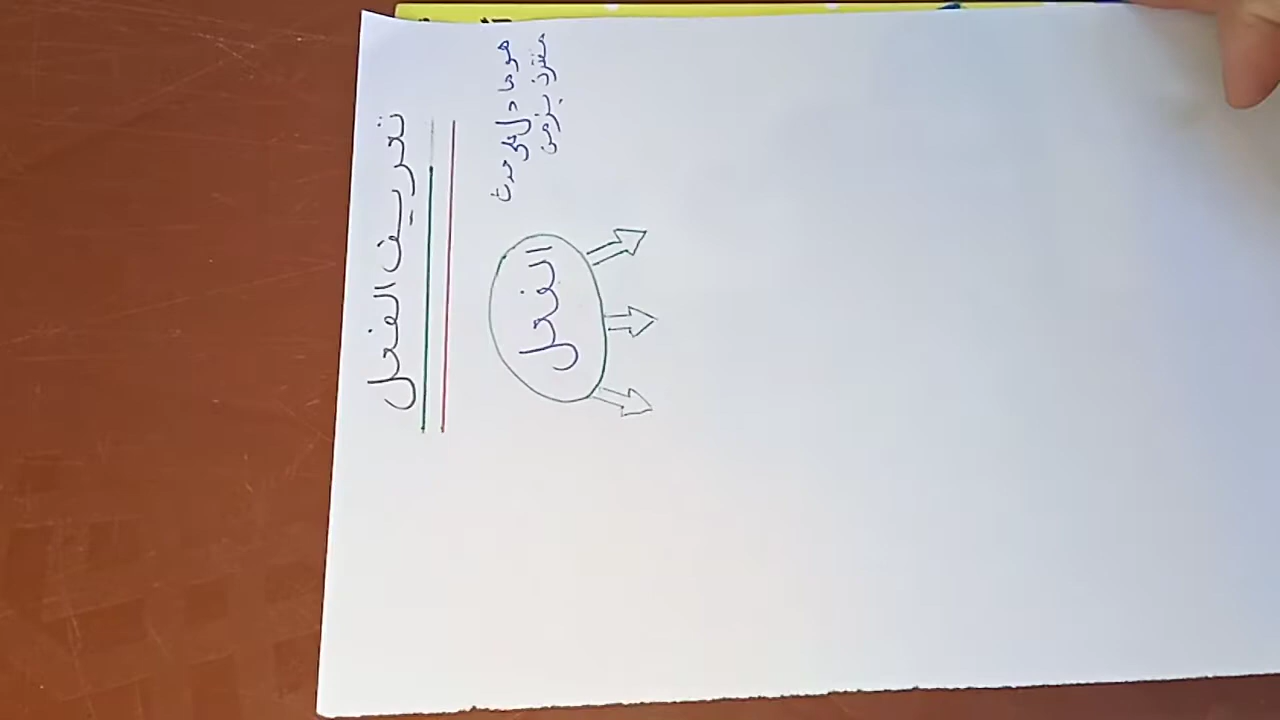 تعريف الفعل
هو ما دل على حدث
مقترن بزمن
الفعل